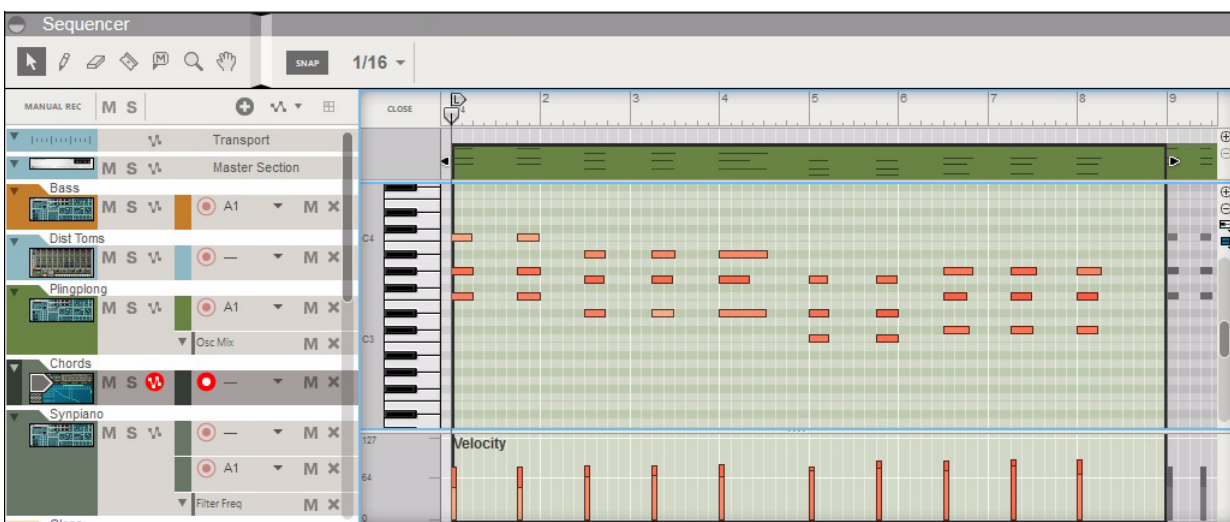 Sequencer
SNAP 1/16
MANUAL REC M S CLOSE L 4 2 3 4 5 6 7 8 9
Transport
M S Master Section
Bass
M S A1 M
Dist Toms
M S — M
C4
Plingplong
M S A1 M
Osc Mix M
C3
Chords
M S — M
Synpiano
M S — M
127 Velocity
A1 M
64
Filter Freq M
0